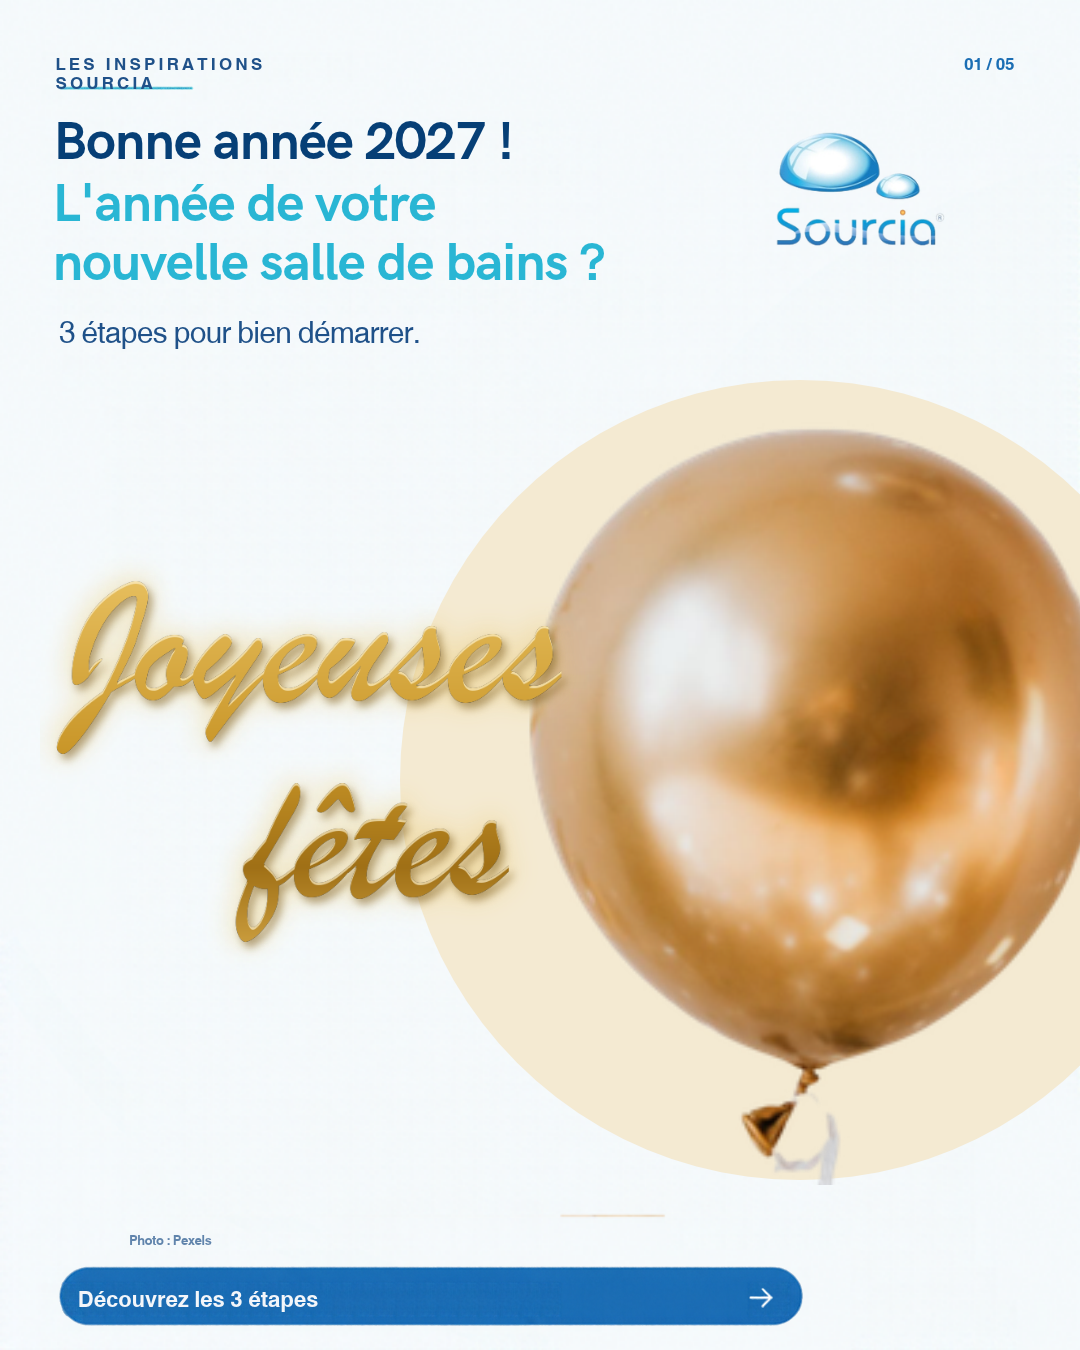 LES INSPIRATIONS
SOURCIA
01 / 05
Bonne année 2027 !
L'année de votre
nouvelle salle de bains ?
Sourcia®
3 étapes pour bien démarrer.
Joyeuses
fêtes
Photo : Pexels
Découvrez les 3 étapes